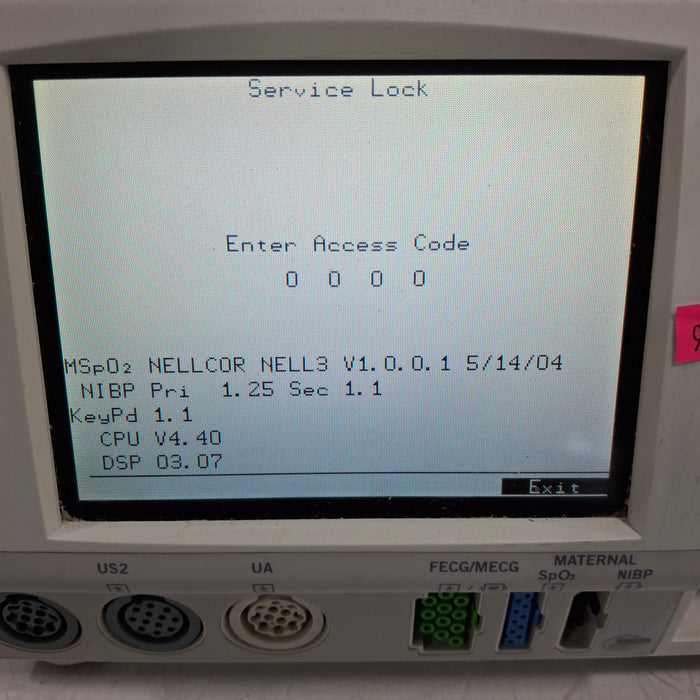 Service Lock
Enter Access Code
0 0 0 0
MSpO₂ NELLCOR NELL3 V1.0.0.1 5/14/04
NIBP Pri 1.25 Sec 1.1
KeyPd 1.1
CPU V4.40
DSP 03.07
Exit
US2 UA FECG/MECG MATERNAL
SpO₂ NIBP